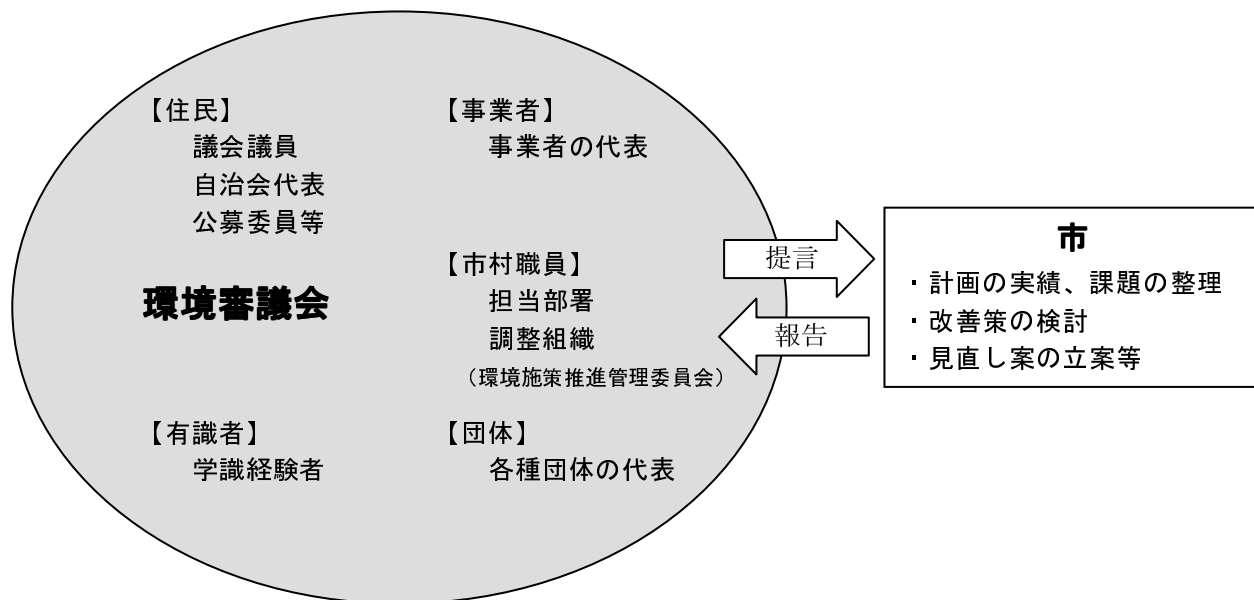 【住民】
議会議員
自治会代表
公募委員等
【事業者】
事業者の代表
環境審議会
【市村職員】
担当部署
調整組織
（環境施策推進管理委員会）
【有識者】
学識経験者
【団体】
各種団体の代表
提言
報告
市
・計画の実績、課題の整理
・改善策の検討
・見直し案の立案等